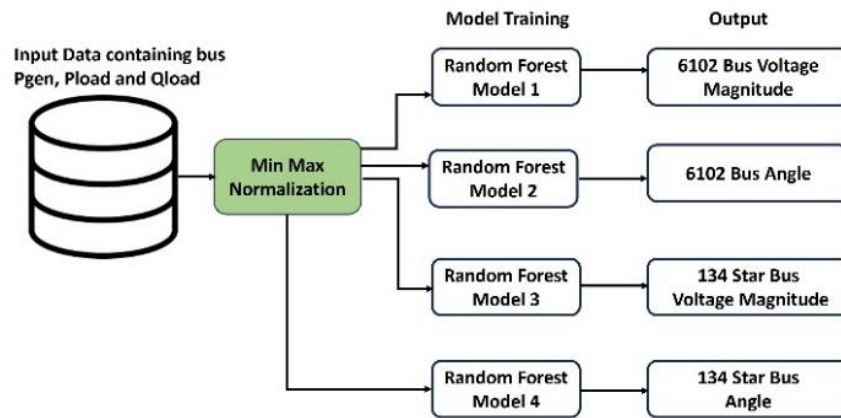 Model Training
Output
Input Data containing bus
Pgen, Pload and Qload
Min Max
Normalization
Random Forest
Model 1
6102 Bus Voltage
Magnitude
Random Forest
Model 2
6102 Bus Angle
Random Forest
Model 3
134 Star Bus
Voltage Magnitude
Random Forest
Model 4
134 Star Bus
Angle